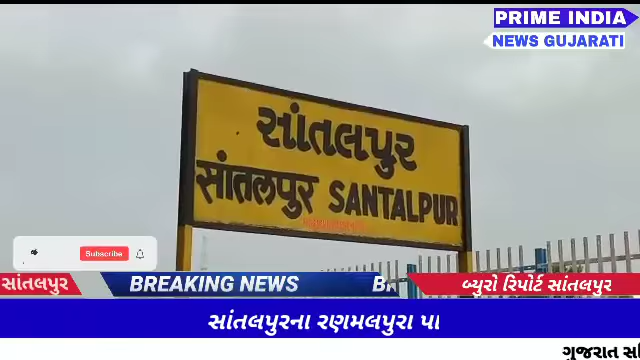 PRIME INDIA
NEWS GUJARATI
સાંતલપુર
सांतलपुर SANTALPUR
Subscribe
સાંતલપુર
BREAKING NEWS
બ્યુરો રિપોર્ટ સાંતલપુર
સાંતલપુરના રણમલપુરા પા
ગુજરાત